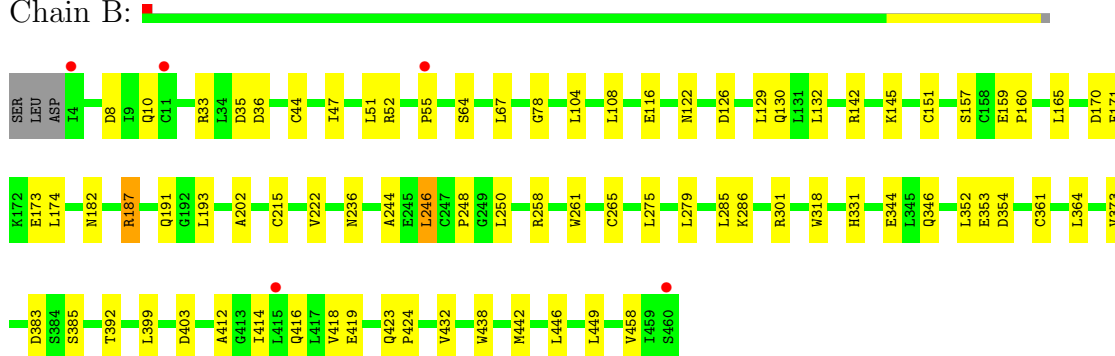 Chain B:
SER LEU ASP I4 D8 I9 Q10 C11 R33 L34 D35 D36 C44 I47 L51 R52 P55 S64 L67 G78 L104 L108 E116 N122 D126 L129 Q130 L131 L132 R142 K145 C151 S157 C158 E159 P160 L165 D170 E171
K172 E173 L174 N182 R187 Q191 G192 L193 A202 C215 V222 N236 A244 E245 L246 C247 P248 G249 L250 R258 W261 C265 L275 L279 L285 K286 R301 W318 H331 E344 L345 Q346 L352 E353 D354 C361 L364
D383 S384 S385 T392 L399 D403 A412 G413 I414 L415 Q416 L417 V418 E419 Q423 P424 V432 W438 M442 L446 L449 V458 I459 S460